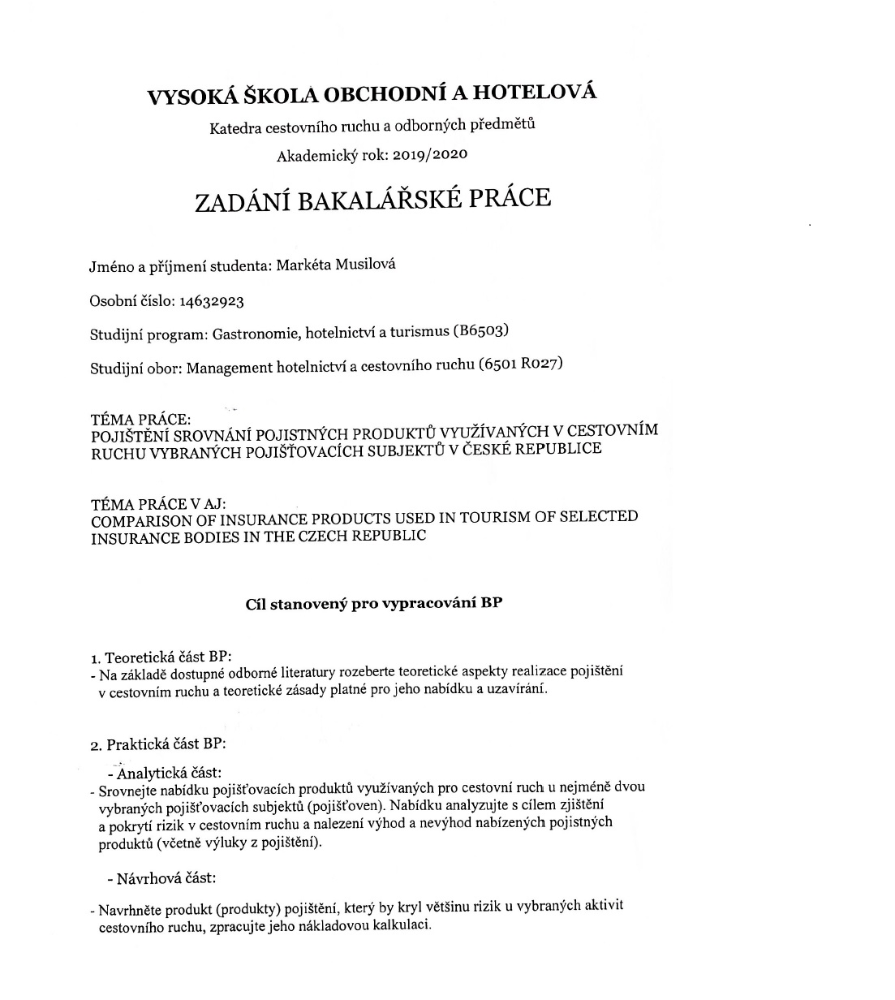 VYSOKÁ ŠKOLA OBCHODNÍ A HOTELOVÁ
Katedra cestovního ruchu a odborných předmětů
Akademický rok: 2019/2020
ZADÁNÍ BAKALÁŘSKÉ PRÁCE
Jméno a příjmení studenta: Markéta Musilová
Osobní číslo: 14632923
Studijní program: Gastronomie, hotelnictví a turismus (B6503)
Studijní obor: Management hotelnictví a cestovního ruchu (6501 R027)
TÉMA PRÁCE:
POJIŠTĚNÍ SROVNÁNÍ POJISTNÝCH PRODUKTŮ VYUŽÍVANÝCH V CESTOVNÍM
RUCHU VYBRANÝCH POJIŠŤOVACÍCH SUBJEKTŮ V ČESKÉ REPUBLICE
TÉMA PRÁCE V AJ:
COMPARISON OF INSURANCE PRODUCTS USED IN TOURISM OF SELECTED
INSURANCE BODIES IN THE CZECH REPUBLIC
Cíl stanovený pro vypracování BP
1. Teoretická část BP:
- Na základě dostupné odborné literatury rozeberte teoretické aspekty realizace pojištění
v cestovním ruchu a teoretické zásady platné pro jeho nabídku a uzavírání.
2. Praktická část BP:
- Analytická část:
- Srovnejte nabídku pojišťovacích produktů využívaných pro cestovní ruch u nejméně dvou
vybraných pojišťovacích subjektů (pojišťoven). Nabídku analyzujte s cílem zjištění
a pokrytí rizik v cestovním ruchu a nalezení výhod a nevýhod nabízených pojistných
produktů (včetně výluky z pojištění).
- Návrhová část:
- Navrhněte produkt (produkty) pojištění, který by kryl většinu rizik u vybraných aktivit
cestovního ruchu, zpracujte jeho nákladovou kalkulaci.